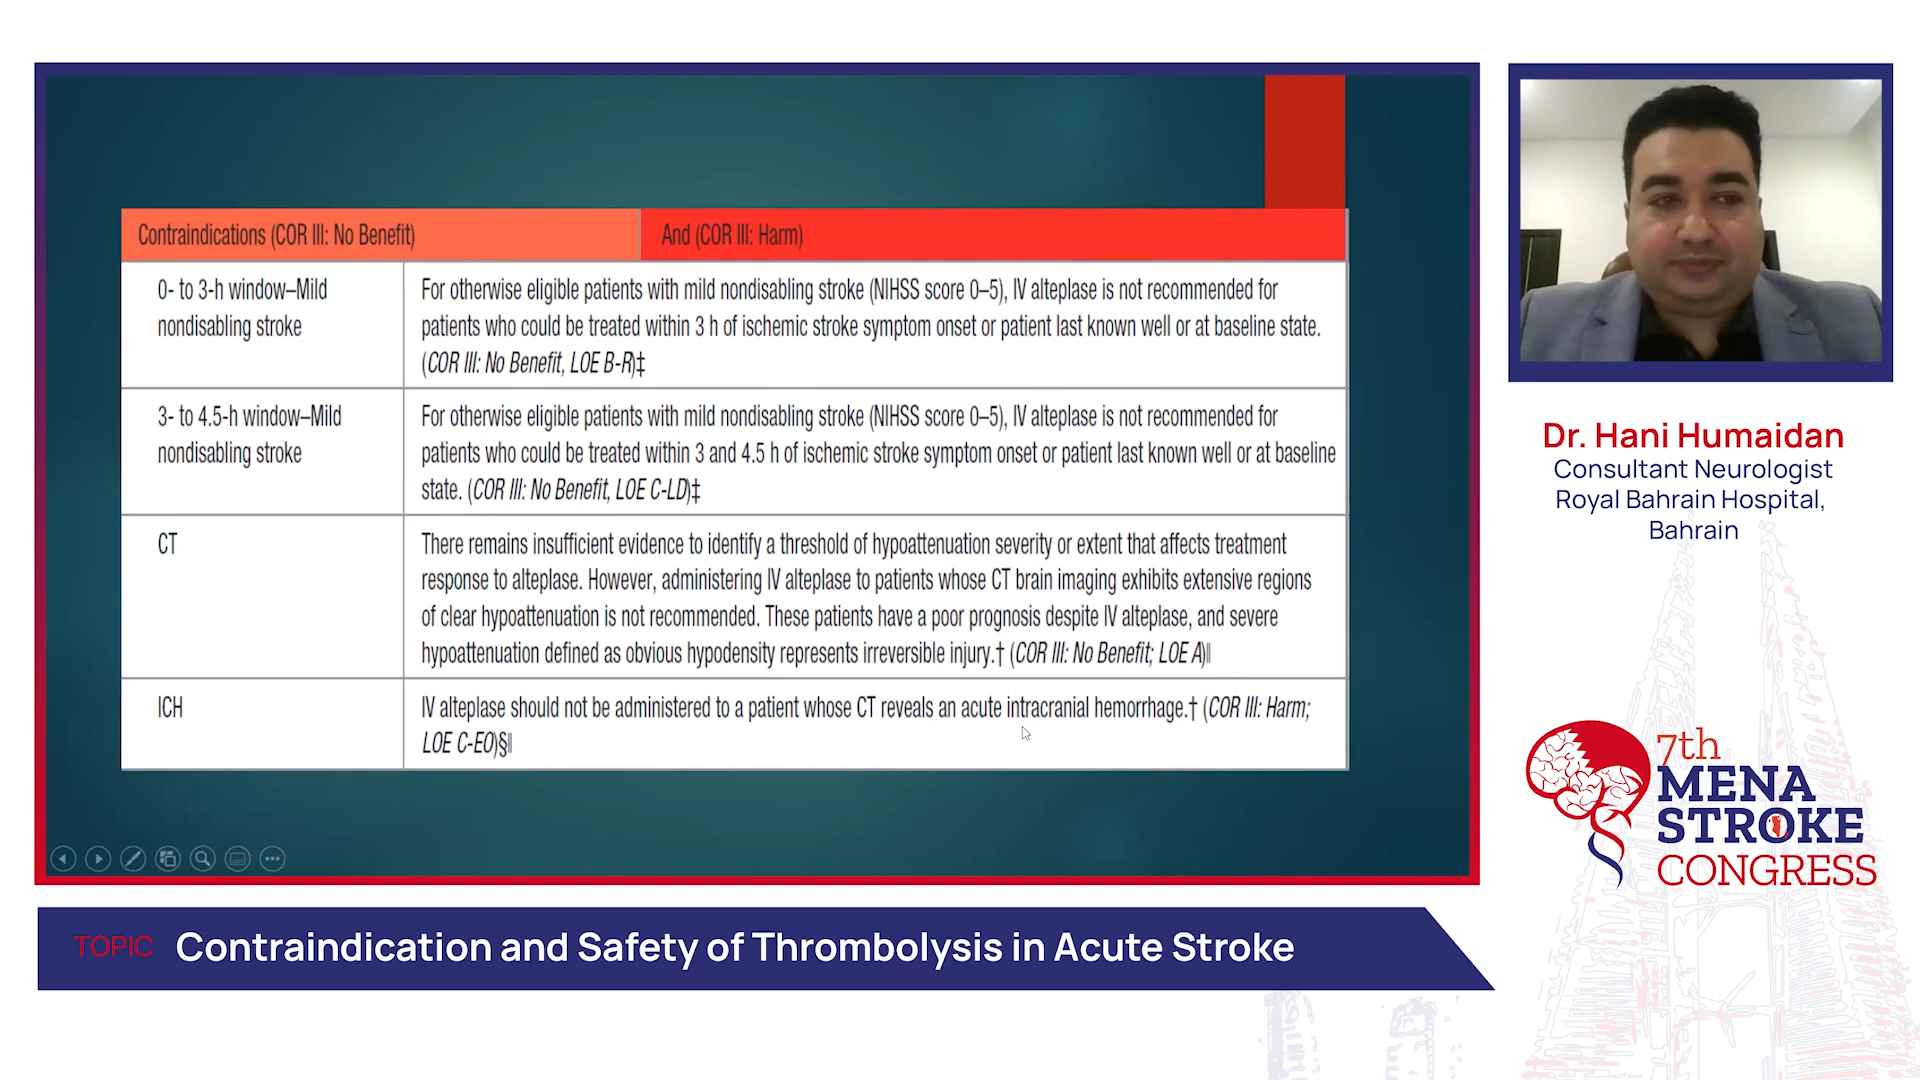 Contraindications (COR III: No Benefit)
And (COR III: Harm)
0- to 3-h window–Mild
nondisabling stroke
For otherwise eligible patients with mild nondisabling stroke (NIHSS score 0–5), IV alteplase is not recommended for
patients who could be treated within 3 h of ischemic stroke symptom onset or patient last known well or at baseline state.
(COR III: No Benefit, LOE B-R)‡
3- to 4.5-h window–Mild
nondisabling stroke
For otherwise eligible patients with mild nondisabling stroke (NIHSS score 0–5), IV alteplase is not recommended for
patients who could be treated within 3 and 4.5 h of ischemic stroke symptom onset or patient last known well or at baseline
state. (COR III: No Benefit, LOE C-LD)‡
CT
There remains insufficient evidence to identify a threshold of hypoattenuation severity or extent that affects treatment
response to alteplase. However, administering IV alteplase to patients whose CT brain imaging exhibits extensive regions
of clear hypoattenuation is not recommended. These patients have a poor prognosis despite IV alteplase, and severe
hypoattenuation defined as obvious hypodensity represents irreversible injury.† (COR III: No Benefit; LOE A)‖
ICH
IV alteplase should not be administered to a patient whose CT reveals an acute intracranial hemorrhage.† (COR III: Harm;
LOE C-EO)§‖
Dr. Hani Humaidan
Consultant Neurologist
Royal Bahrain Hospital,
Bahrain
7th
MENA
STROKE
CONGRESS
TOPIC Contraindication and Safety of Thrombolysis in Acute Stroke